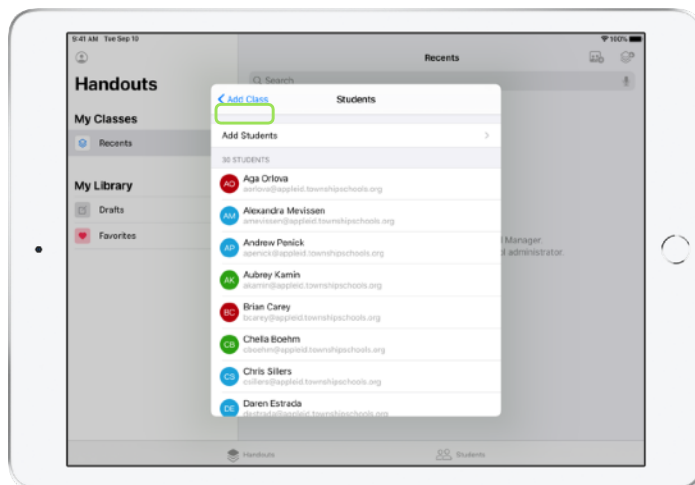 9:41 AM Tue Sep 10
100%
Handouts
My Classes
Recents
My Library
Drafts
Favorites
Recents
Search
Manager.
administrator.
Add Class
Students
Add Students
30 STUDENTS
AO Aga Orlova
aorlova@appleid.townshipschools.org
AM Alexandra Mevissen
amevissen@appleid.townshipschools.org
AP Andrew Penick
apenick@appleid.townshipschools.org
AK Aubrey Kamin
akamin@appleid.townshipschools.org
BC Brian Carey
bcarey@appleid.townshipschools.org
CB Chella Boehm
cboehm@appleid.townshipschools.org
CS Chris Sillers
csillers@appleid.townshipschools.org
DE Daren Estrada
destrada@appleid.townshipschools.org
Handouts
Students